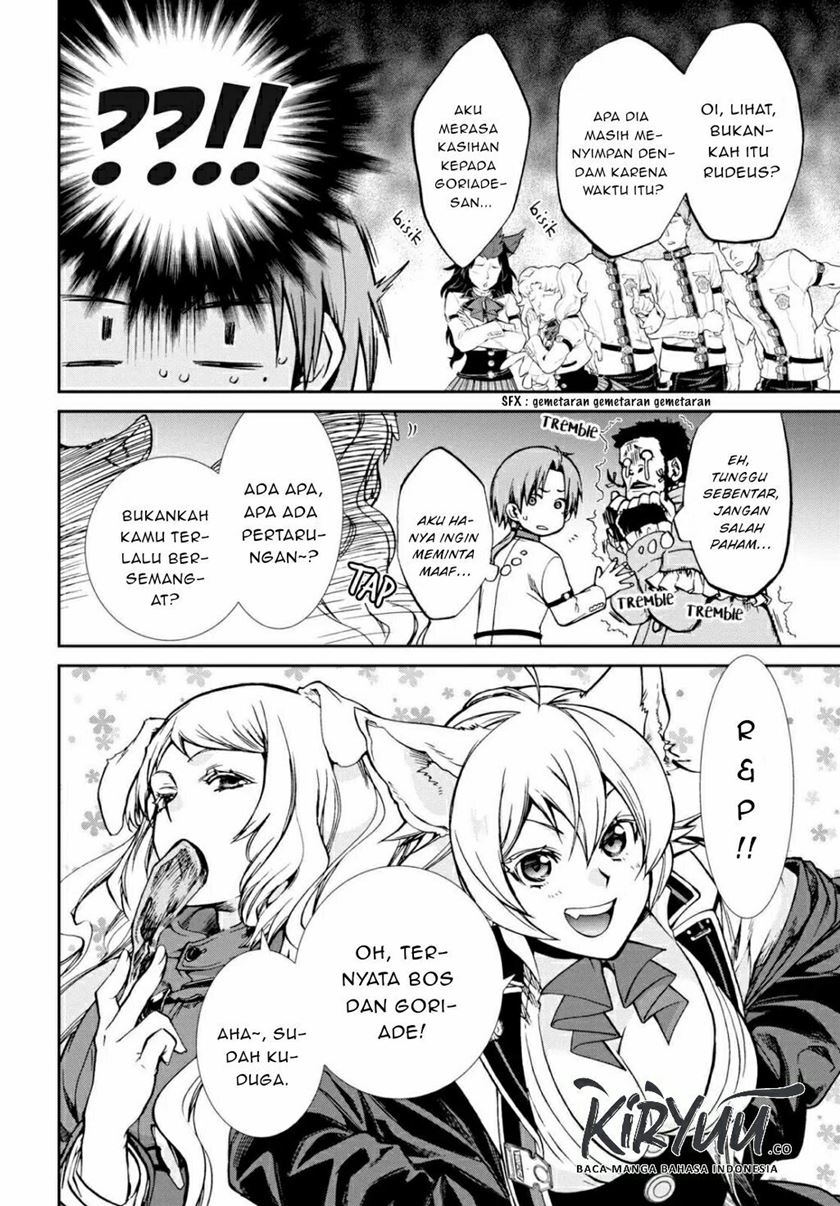 OI, LIHAT,
BUKAN-
KAH ITU
RUDEUS?
APA DIA
MASIH ME-
NYIMPAN DEN-
DAM KARENA
WAKTU ITU?
AKU
MERASA
KASIHAN
KEPADA
GORIADE-
SAN...
bisik
bisik
??!!
SFX : gemetaran gemetaran gemetaran
EH,
TUNGGU
SEBENTAR,
JANGAN
SALAH
PAHAM...
TREMBLE
TREMBLE
TREMBLE
AKU HA-
NYA INGIN
MEMINTA
MAAF...
TAP
ADA APA,
APA ADA
PERTARU-
NGAN~?
BUKANKAH
KAMU TER-
LALU BER-
SEMANG-
AT?
R
&
P
!!
OH, TER-
NYATA BOS
DAN GORI-
ADE!
AHA~, SU-
DAH KU-
DUGA.
KIRYUU.CO
BACA MANGA BAHASA INDONESIA